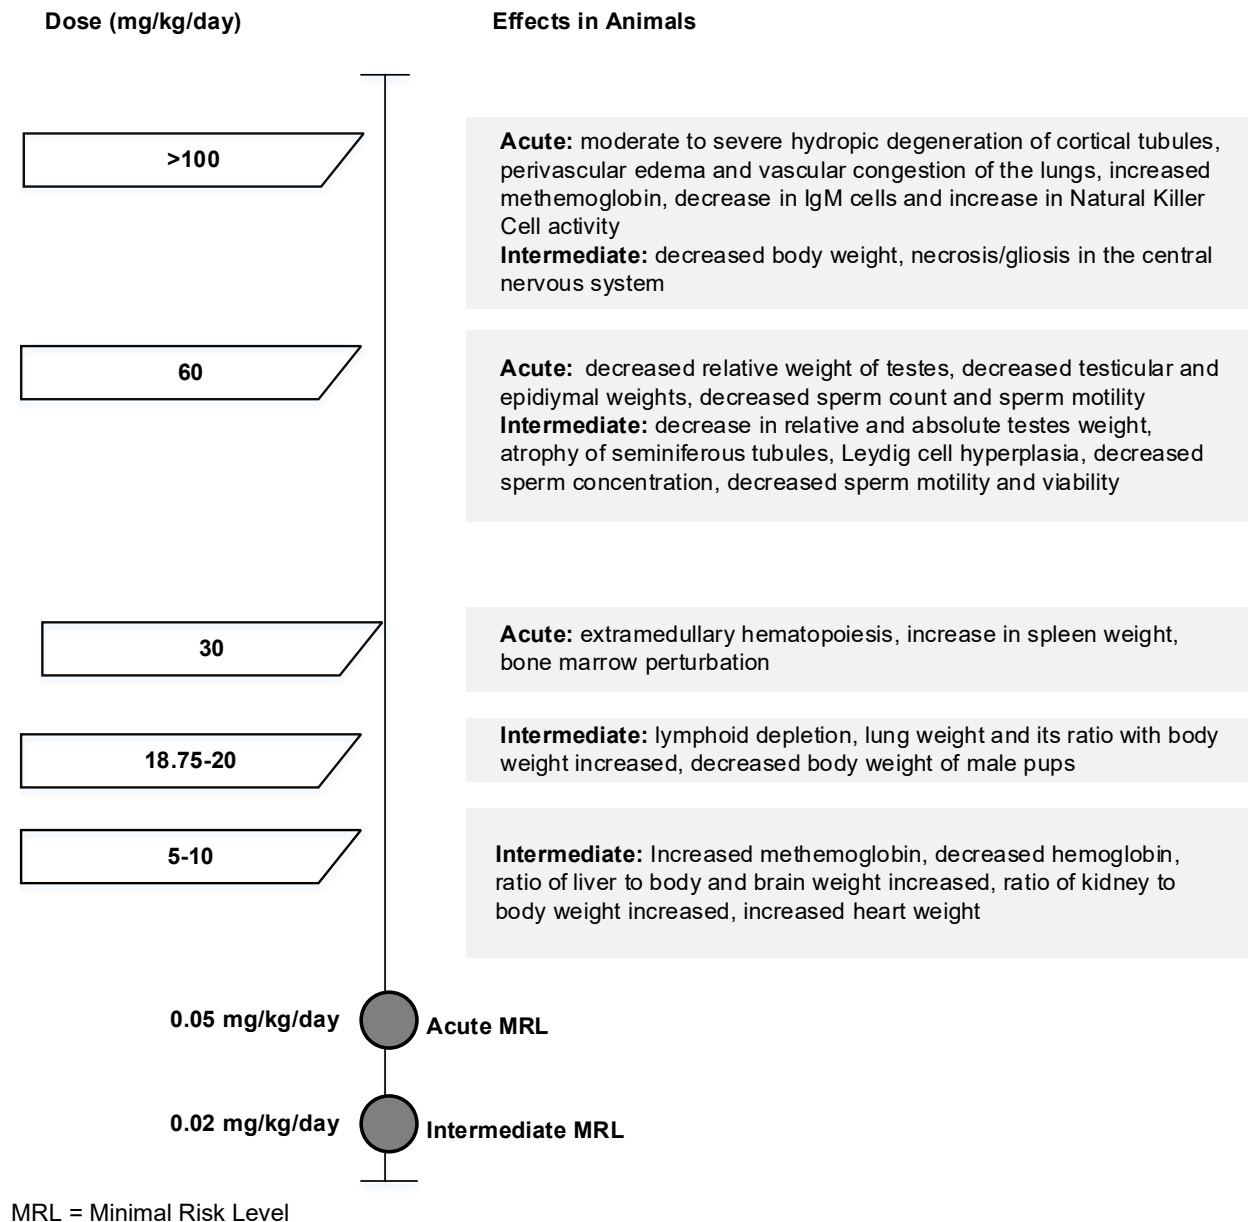 Dose (mg/kg/day)
Effects in Animals
>100
Acute: moderate to severe hydropic degeneration of cortical tubules,
perivascular edema and vascular congestion of the lungs, increased
methemoglobin, decrease in IgM cells and increase in Natural Killer
Cell activity
Intermediate: decreased body weight, necrosis/gliosis in the central
nervous system
60
Acute: decreased relative weight of testes, decreased testicular and
epidiymal weights, decreased sperm count and sperm motility
Intermediate: decrease in relative and absolute testes weight,
atrophy of seminiferous tubules, Leydig cell hyperplasia, decreased
sperm concentration, decreased sperm motility and viability
30
Acute: extramedullary hematopoiesis, increase in spleen weight,
bone marrow perturbation
18.75-20
Intermediate: lymphoid depletion, lung weight and its ratio with body
weight increased, decreased body weight of male pups
5-10
Intermediate: Increased methemoglobin, decreased hemoglobin,
ratio of liver to body and brain weight increased, ratio of kidney to
body weight increased, increased heart weight
0.05 mg/kg/day
Acute MRL
0.02 mg/kg/day
Intermediate MRL
MRL = Minimal Risk Level